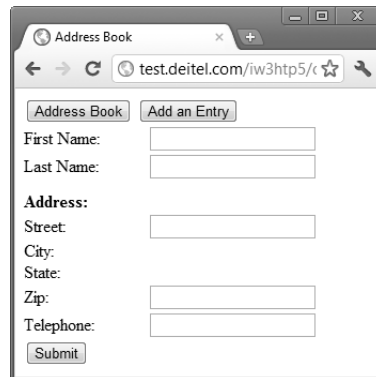 Address Book
test.deitel.com/iw3htp5/c
Address Book Add an Entry
First Name:
Last Name:
Address:
Street:
City:
State:
Zip:
Telephone:
Submit